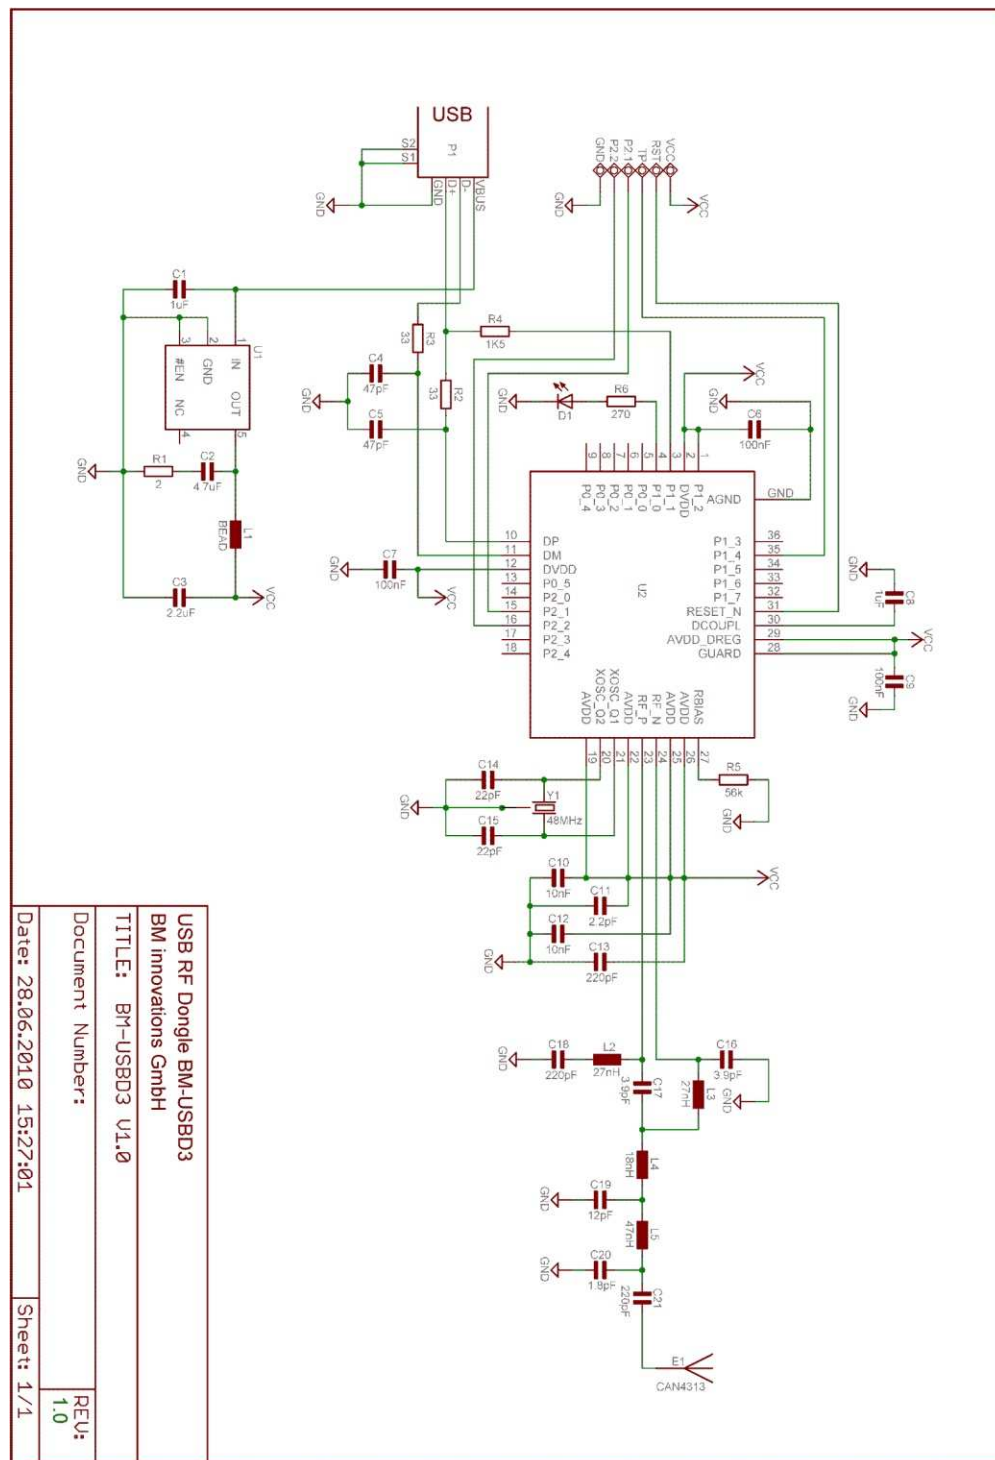 USB
P1
S2
S1
GND
D+
D-
VBUS
GND
GND
P2.2
P2.1
TP
RST
VCC
GND
VCC
C1
1uF
U1
3
2
1
#EN
GND
IN
NC
OUT
4
5
GND
R1
2
C2
4.7uF
L1
BEAD
C3
2.2uF
VCC
R3
33
R4
1K5
C4
47pF
R2
33
C5
47pF
GND
GND
D1
R6
270
VCC
GND
C6
100nF
9
8
7
6
5
4
3
2
1
P0_4
P0_3
P0_2
P0_1
P0_0
P1_0
P1_1
DVDD
P1_2
AGND
GND
10
DP
11
DM
12
DVDD
13
P0_5
14
P2_0
15
P2_1
16
P2_2
17
P2_3
18
P2_4
U2
P1_3
36
P1_4
35
P1_5
34
P1_6
33
P1_7
32
RESET_N
31
DCOUPL
30
AVDD_DREG
29
GUARD
28
GND
C7
100nF
VCC
GND
C8
1uF
VCC
C9
100nF
GND
AVDD
XOSC_Q2
XOSC_Q1
AVDD
RF_P
RF_N
AVDD
AVDD
RBIAS
19
20
21
22
23
24
25
26
27
R5
56k
GND
C14
22pF
Y1
48MHz
GND
C15
22pF
C10
10nF
C11
2.2pF
C12
10nF
C13
220pF
GND
VCC
GND
C18
220pF
L2
27nH
C17
3.9pF
C16
3.9pF
L3
27nH
GND
L4
18nH
GND
C19
12pF
L5
47nH
GND
C20
1.8pF
C21
220pF
E1
CAN4313
USB RF Dongle BM-USBD3
BM innovations GmbH
TITLE: BM-USBD3 V1.0
Document Number:
REV:
1.0
Date: 28.06.2010 15:27:01
Sheet: 1/1